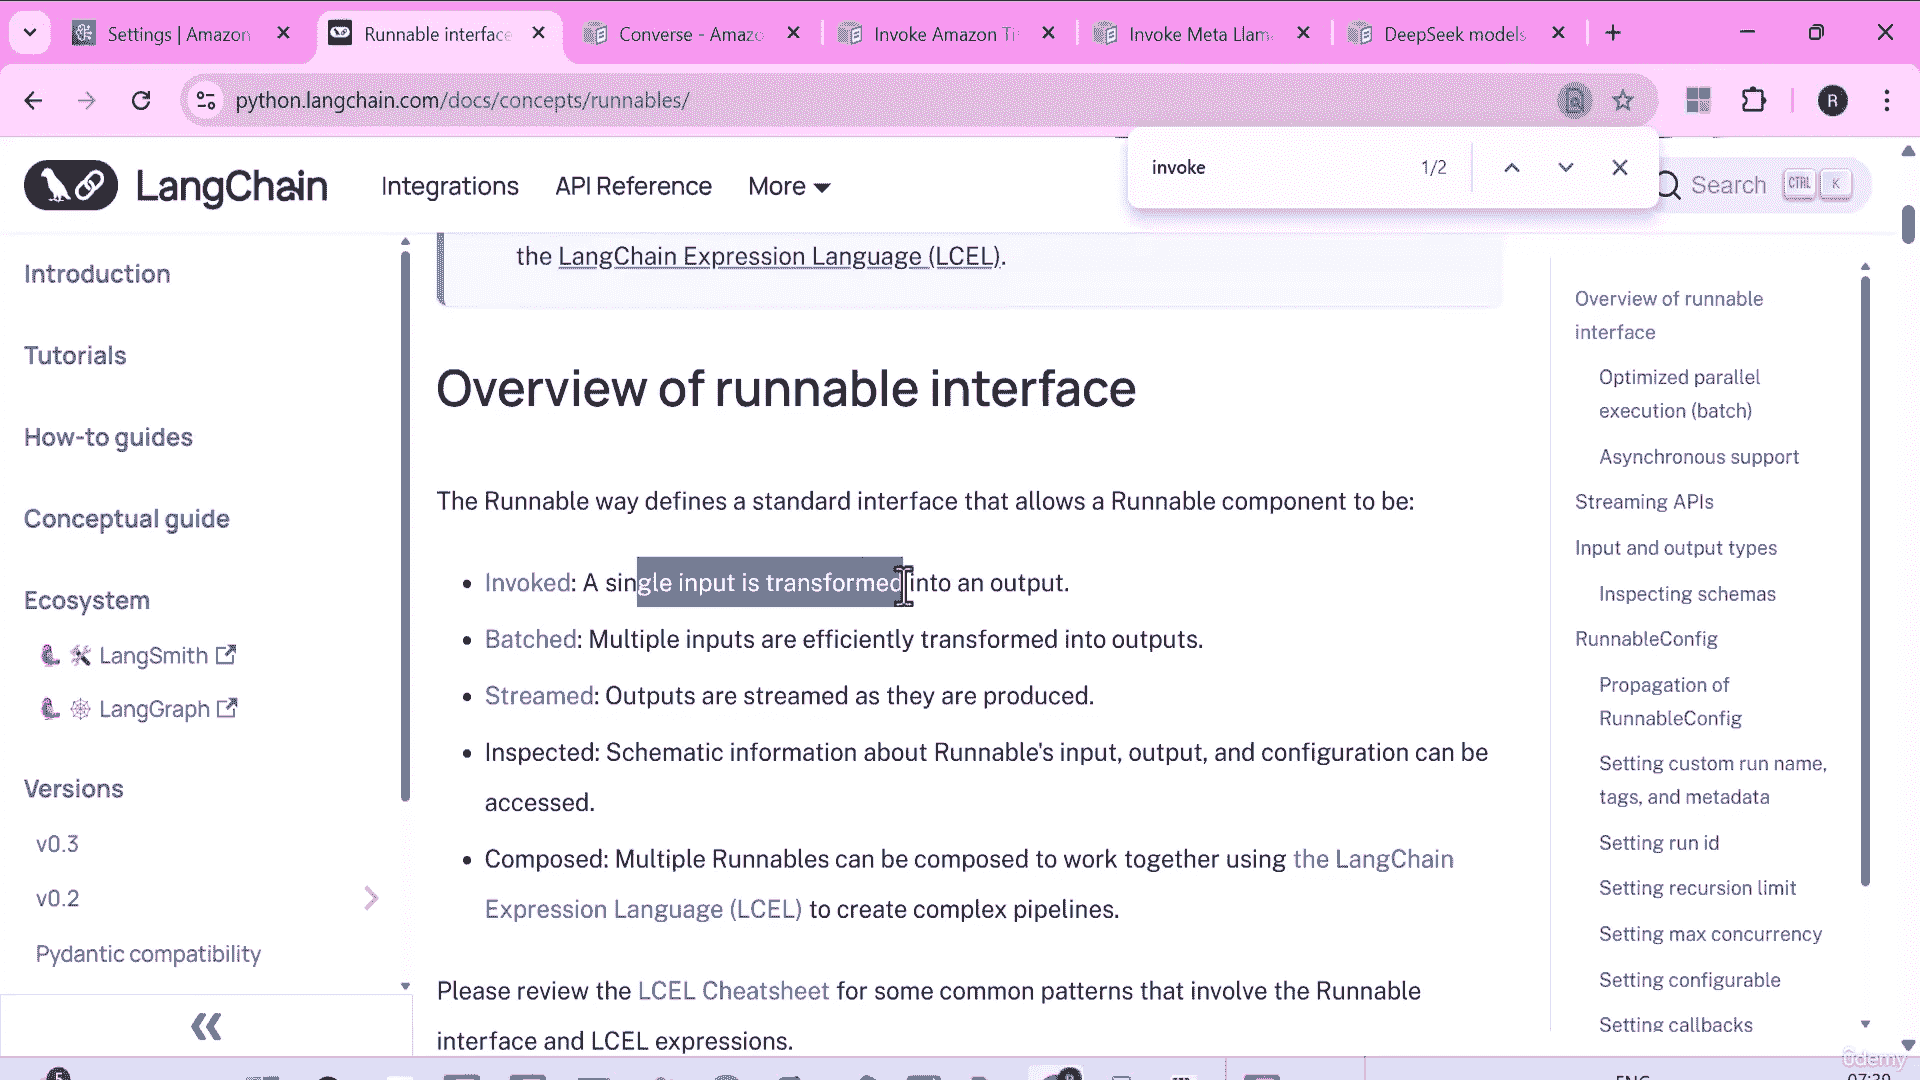 Settings | Amazon
Runnable interface
Converse - Amazo
Invoke Amazon Ti
Invoke Meta Llam
DeepSeek models
python.langchain.com/docs/concepts/runnables/
R
invoke
1/2
LangChain
Integrations
API Reference
More
Search
CTRL
K
Introduction
Tutorials
How-to guides
Conceptual guide
Ecosystem
LangSmith
LangGraph
Versions
v0.3
v0.2
Pydantic compatibility
the LangChain Expression Language (LCEL).
Overview of runnable interface
The Runnable way defines a standard interface that allows a Runnable component to be:
• Invoked: A single input is transformed into an output.
• Batched: Multiple inputs are efficiently transformed into outputs.
• Streamed: Outputs are streamed as they are produced.
• Inspected: Schematic information about Runnable's input, output, and configuration can be
accessed.
• Composed: Multiple Runnables can be composed to work together using the LangChain
Expression Language (LCEL) to create complex pipelines.
Please review the LCEL Cheatsheet for some common patterns that involve the Runnable
interface and LCEL expressions.
Overview of runnable
interface
Optimized parallel
execution (batch)
Asynchronous support
Streaming APIs
Input and output types
Inspecting schemas
RunnableConfig
Propagation of
RunnableConfig
Setting custom run name,
tags, and metadata
Setting run id
Setting recursion limit
Setting max concurrency
Setting configurable
Setting callbacks
udemy
ENG
07:39